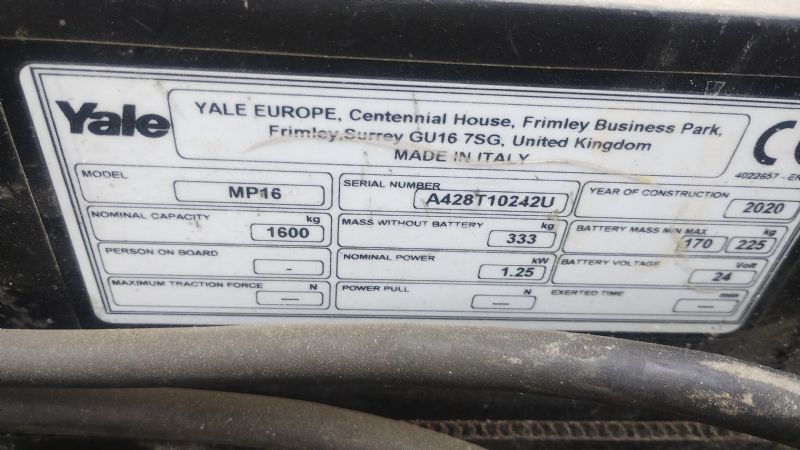 Yale
YALE EUROPE, Centennial House, Frimley Business Park,
Frimley, Surrey GU16 7SG, United Kingdom
MADE IN ITALY
CE
MODEL MP16
SERIAL NUMBER A428T10242U
YEAR OF CONSTRUCTION 2020
NOMINAL CAPACITY kg 1600
MASS WITHOUT BATTERY kg 333
BATTERY MASS MIN MAX kg 170 225
PERSON ON BOARD -
NOMINAL POWER kW 1.25
BATTERY VOLTAGE Volt 24
MAXIMUM TRACTION FORCE N —
POWER PULL N —
EXERTED TIME min —